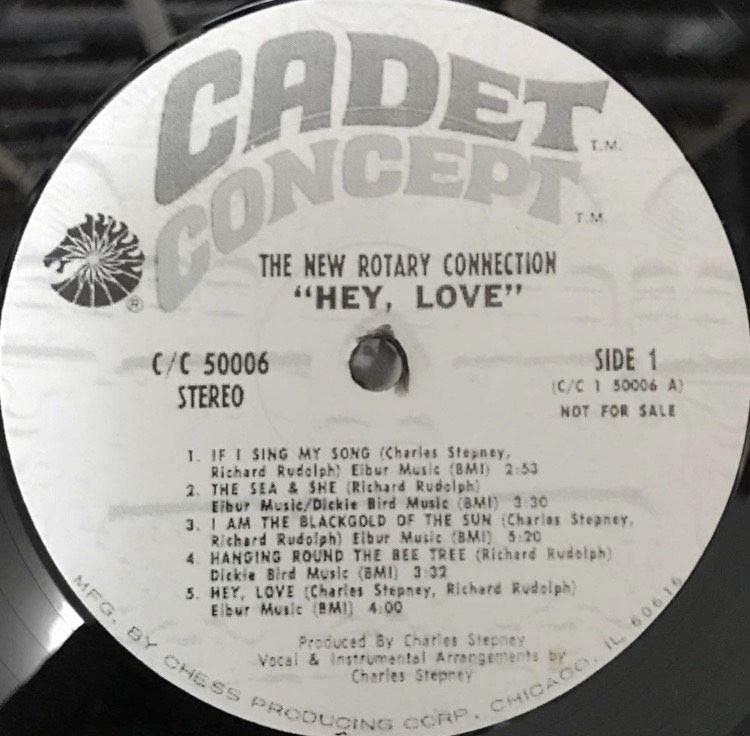 CADET T.M.
CONCEPT T.M.
®
THE NEW ROTARY CONNECTION
"HEY, LOVE"
C/C 50006
STEREO
SIDE 1
(C/C 1 50006 A)
NOT FOR SALE
1. IF I SING MY SONG (Charles Stepney,
Richard Rudolph) Eibur Music (BMI) 2:53
2. THE SEA & SHE (Richard Rudolph)
Eibur Music/Dickie Bird Music (BMI) 3:30
3. I AM THE BLACKGOLD OF THE SUN (Charles Stepney,
Richard Rudolph) Eibur Music (BMI) 5:20
4. HANGING ROUND THE BEE TREE (Richard Rudolph)
Dickie Bird Music (BMI) 3:32
5. HEY, LOVE (Charles Stepney, Richard Rudolph)
Eibur Music (BMI) 4:00
Produced By Charles Stepney
Vocal & Instrumental Arrangements by
Charles Stepney
MFG. BY CHESS PRODUCING CORP., CHICAGO, IL 60616